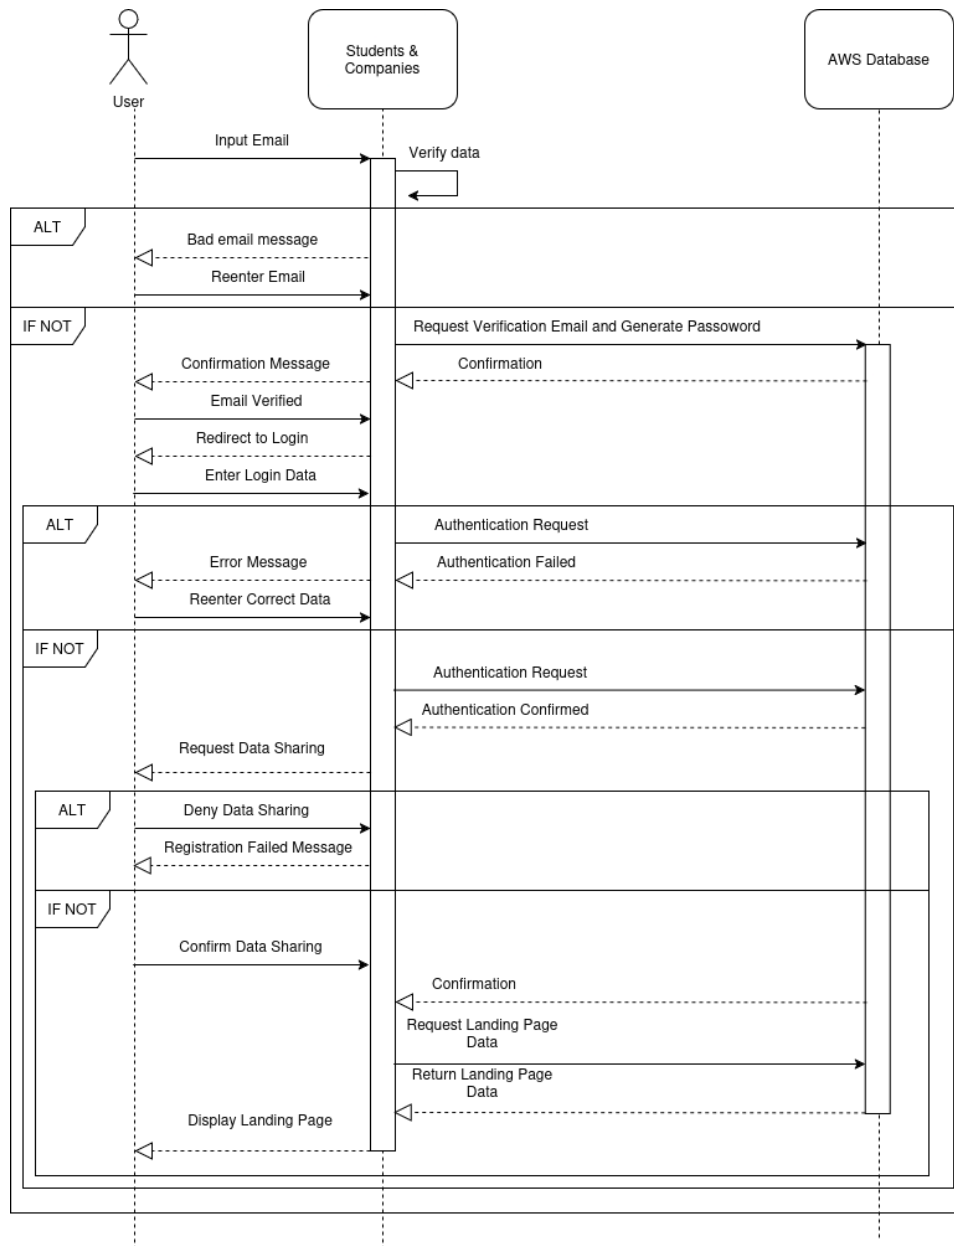 Students &
Companies
AWS Database
User
Input Email
Verify data
ALT
Bad email message
Reenter Email
IF NOT
Request Verification Email and Generate Passoword
Confirmation Message
Confirmation
Email Verified
Redirect to Login
Enter Login Data
ALT
Authentication Request
Error Message
Authentication Failed
Reenter Correct Data
IF NOT
Authentication Request
Authentication Confirmed
Request Data Sharing
ALT
Deny Data Sharing
Registration Failed Message
IF NOT
Confirm Data Sharing
Confirmation
Request Landing Page
Data
Return Landing Page
Data
Display Landing Page